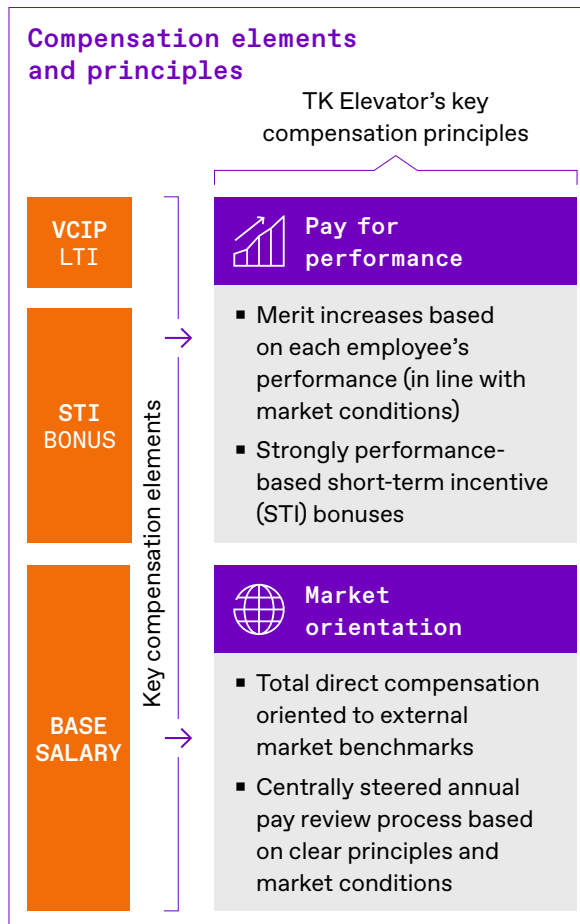 Compensation elements
and principles
TK Elevator’s key
compensation principles
VCIP
LTI
STI
BONUS
BASE
SALARY
Key compensation elements
Pay for
performance
▪ Merit increases based
on each employee’s
performance (in line with
market conditions)
▪ Strongly performance-
based short-term incentive
(STI) bonuses
Market
orientation
▪ Total direct compensation
oriented to external
market benchmarks
▪ Centrally steered annual
pay review process based
on clear principles and
market conditions